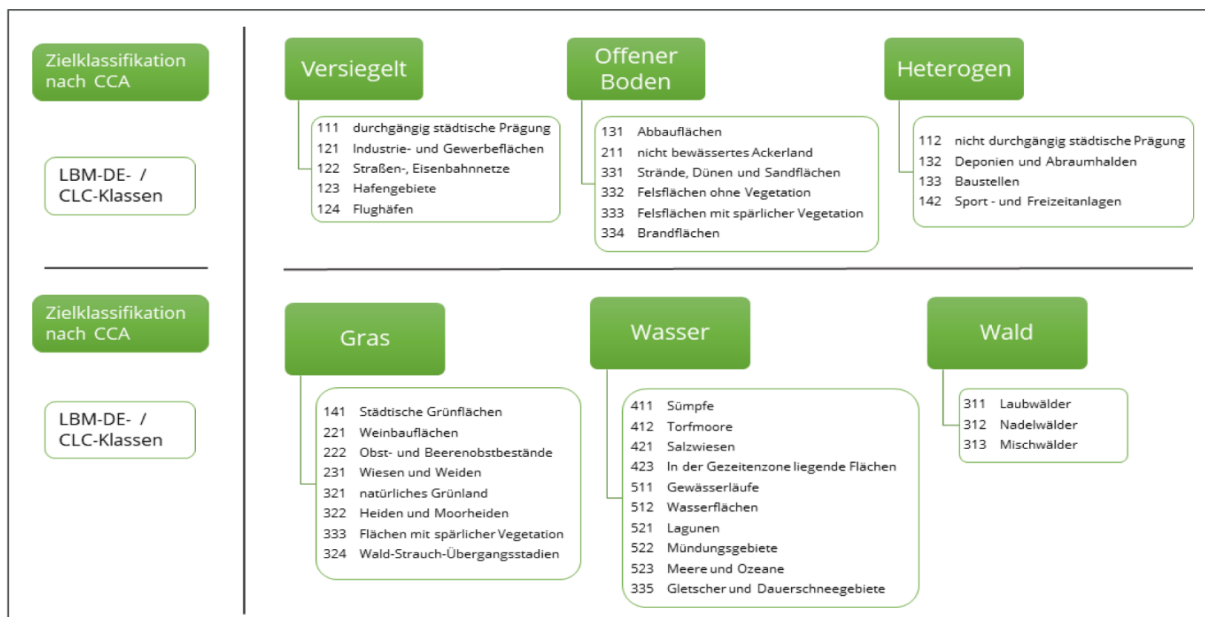 Zielklassifikation
nach CCA
LBM-DE- /
CLC-Klassen
Versiegelt
111 durchgängig städtische Prägung
121 Industrie- und Gewerbeflächen
122 Straßen-, Eisenbahnnetze
123 Hafengebiete
124 Flughäfen
Offener
Boden
131 Abbauflächen
211 nicht bewässertes Ackerland
331 Strände, Dünen und Sandflächen
332 Felsflächen ohne Vegetation
333 Felsflächen mit spärlicher Vegetation
334 Brandflächen
Heterogen
112 nicht durchgängig städtische Prägung
132 Deponien und Abraumhalden
133 Baustellen
142 Sport - und Freizeitanlagen
Zielklassifikation
nach CCA
LBM-DE- /
CLC-Klassen
Gras
141 Städtische Grünflächen
221 Weinbauflächen
222 Obst- und Beerenobstbestände
231 Wiesen und Weiden
321 natürliches Grünland
322 Heiden und Moorheiden
333 Flächen mit spärlicher Vegetation
324 Wald-Strauch-Übergangsstadien
Wasser
411 Sümpfe
412 Torfmoore
421 Salzwiesen
423 In der Gezeitenzone liegende Flächen
511 Gewässerläufe
512 Wasserflächen
521 Lagunen
522 Mündungsgebiete
523 Meere und Ozeane
335 Gletscher und Dauerschneegebiete
Wald
311 Laubwälder
312 Nadelwälder
313 Mischwälder